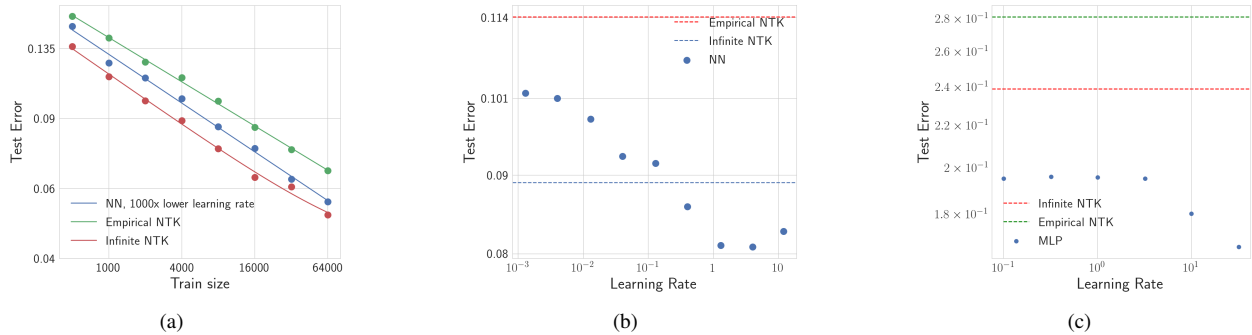 Test Error
0.135
0.09
0.06
0.04
NN, 1000x lower learning rate
Empirical NTK
Infinite NTK
1000
4000
16000
64000
Train size
(a)
Test Error
0.114
0.101
0.09
0.08
Empirical NTK
Infinite NTK
NN
10⁻³
10⁻²
10⁻¹
1
10
Learning Rate
(b)
Test Error
2.8 × 10⁻¹
2.6 × 10⁻¹
2.4 × 10⁻¹
2.2 × 10⁻¹
2 × 10⁻¹
1.8 × 10⁻¹
Infinite NTK
Empirical NTK
MLP
10⁻¹
10⁰
10¹
Learning Rate
(c)